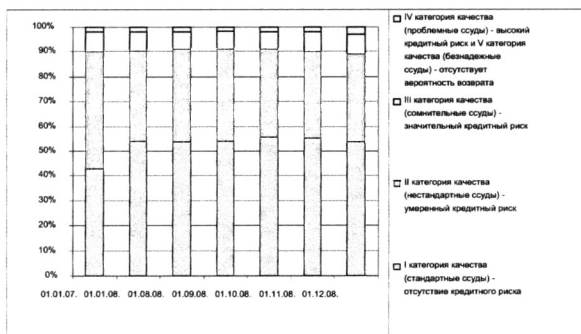 100%
90%
80%
70%
60%
50%
40%
30%
20%
10%
0%
01.01.07. 01.01.08. 01.08.08. 01.09.08. 01.10.08. 01.11.08. 01.12.08.
IV категория качества
(проблемные ссуды) - высокий
кредитный риск и V категория
качества (безнадежные
ссуды) - отсутствует
вероятность возврата
III категория качества
(сомнительные ссуды) -
значительный кредитный риск
II категория качества
(нестандартные ссуды) -
умеренный кредитный риск
I категория качества
(стандартные ссуды) -
отсутствие кредитного риска